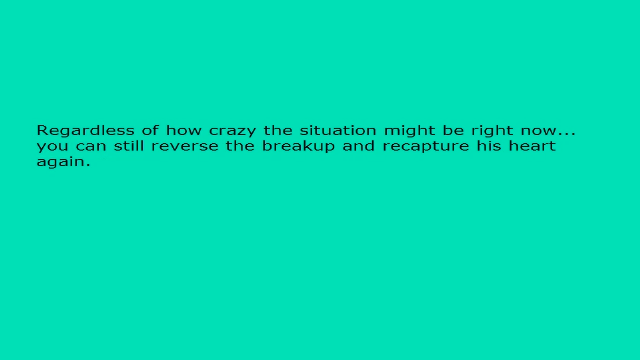 Regardless of how crazy the situation might be right now...
you can still reverse the breakup and recapture his heart
again.